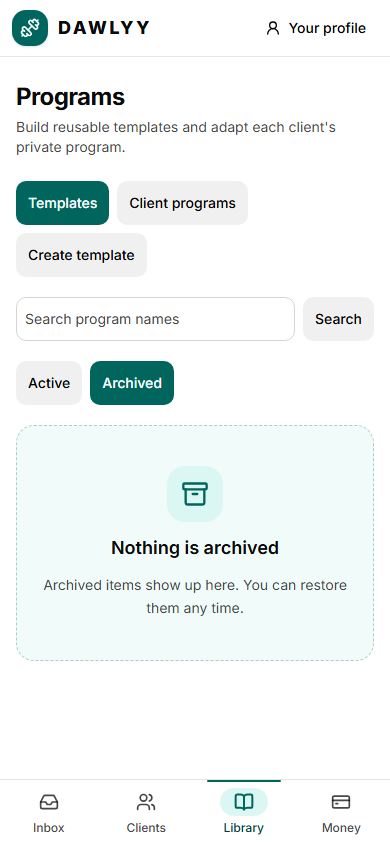 DAWLYY
Your profile
Programs
Build reusable templates and adapt each client's
private program.
Templates
Client programs
Create template
Search program names
Search
Active
Archived
Nothing is archived
Archived items show up here. You can restore
them any time.
Inbox
Clients
Library
Money